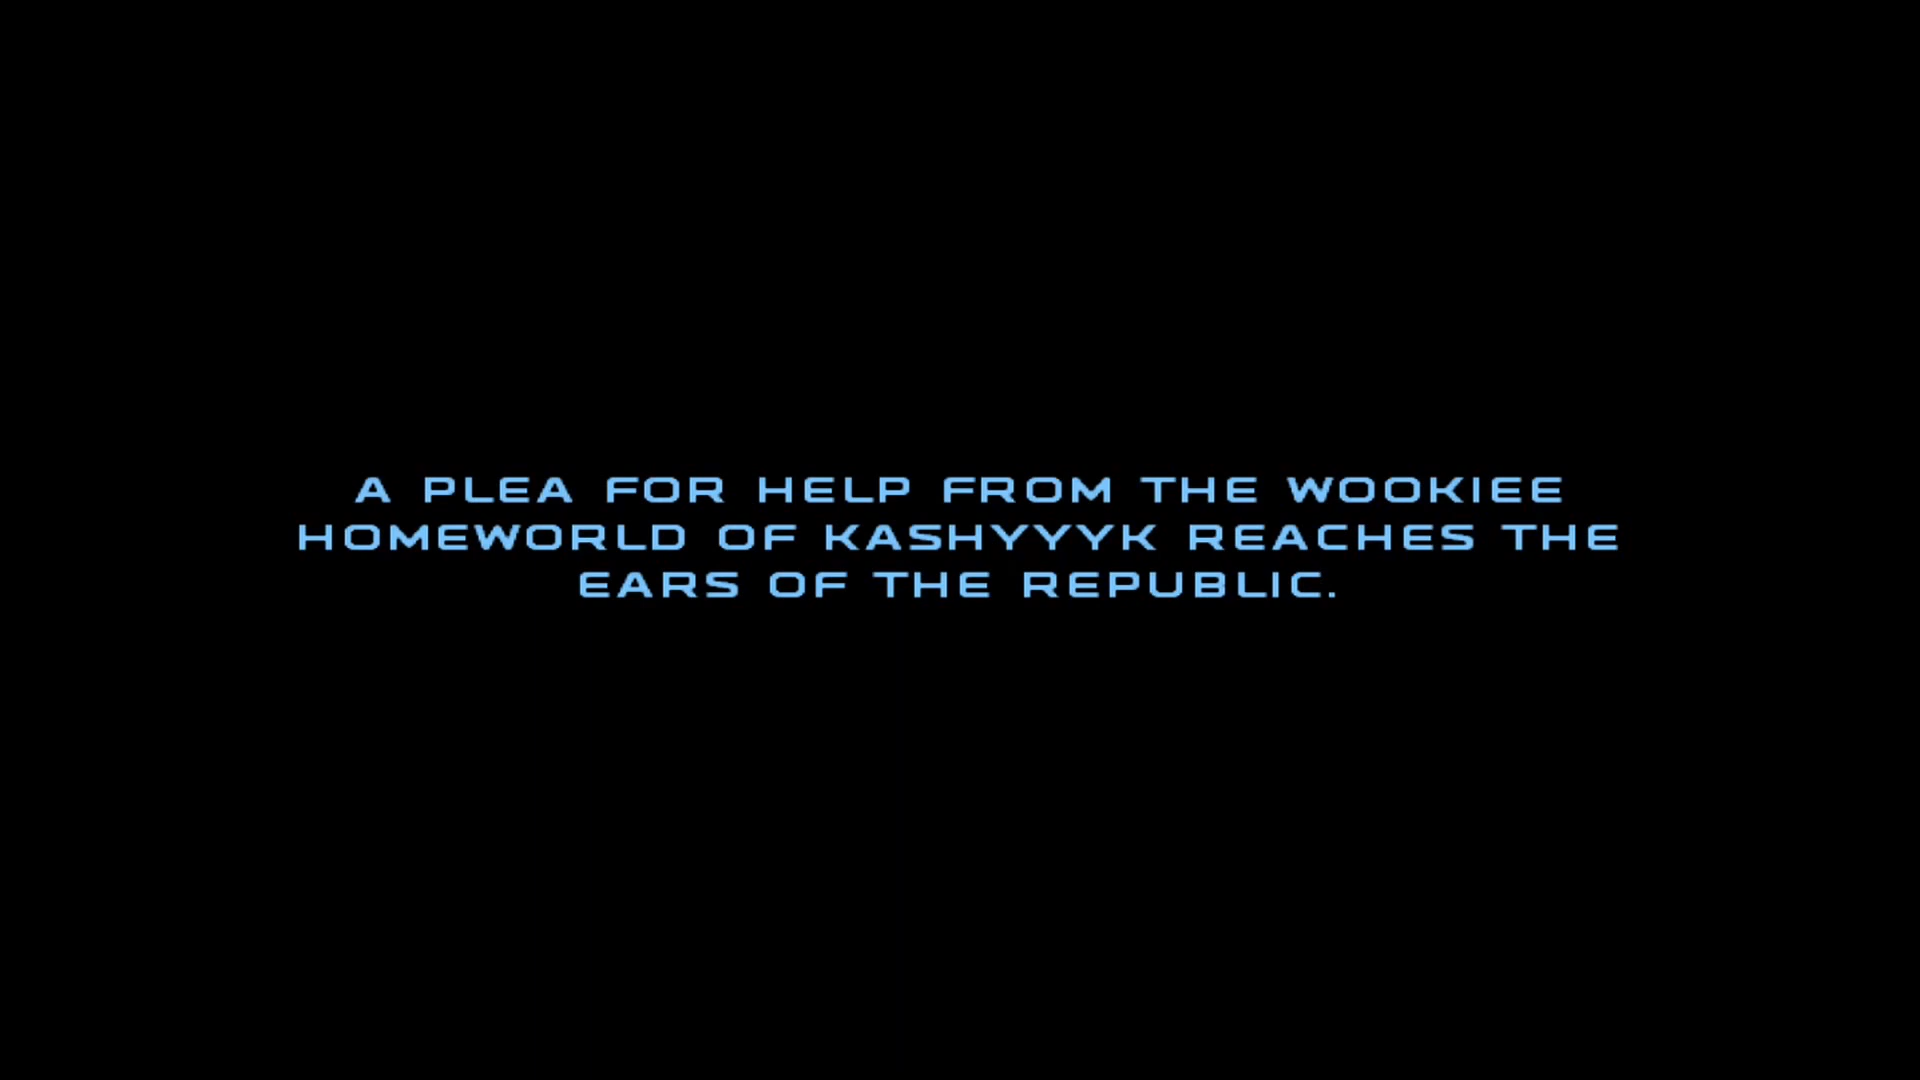 A PLEA FOR HELP FROM THE WOOKIEE
HOMEWORLD OF KASHYYYK REACHES THE
EARS OF THE REPUBLIC.